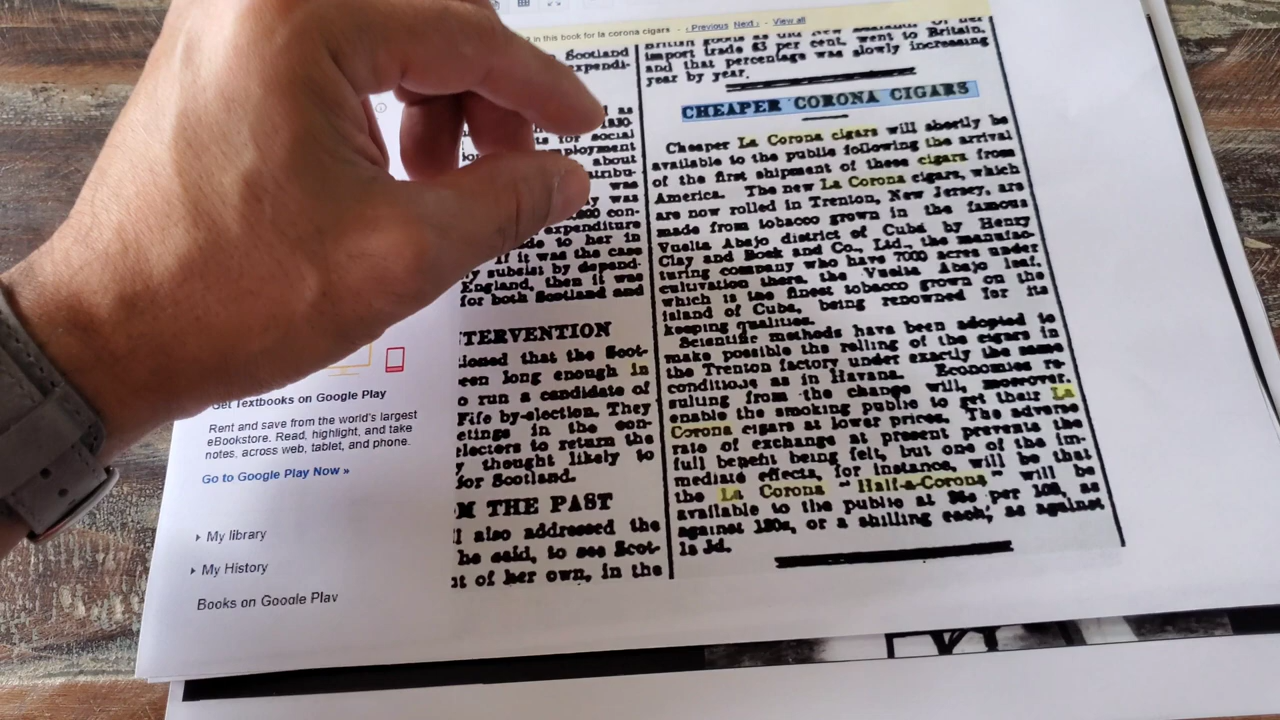 in this book for la corona cigars - ‹ Previous Next › - View all
Get Textbooks on Google Play
Rent and save from the world's largest
eBookstore. Read, highlight, and take
notes, across web, tablet, and phone.
Go to Google Play Now »
My library
My History
Books on Google Play
Scotland
expendi-
as
for social
employment
about
was
was
con-
expenditure
to her in
if it was the case
subsist by depend-
England, then it was
for both Scotland and
TERVENTION
ioned that the Scot-
een long enough in
o run a candidate of
Fife by-election. They
etings in the con-
electors to return the
y thought likely to
for Scotland.
M THE PAST
I also addressed the
he said, to see Scot-
t of her own, in the
import trade 63 per cent. went to Britain,
and that percentage was slowly increasing
year by year.
CHEAPER CORONA CIGARS
Cheaper La Corona cigars will shortly be
available to the public following the arrival
of the first shipment of these cigars from
America. The new La Corona cigars, which
are now rolled in Trenton, New Jersey, are
made from tobacco grown in the famous
Vuelta Abajo district of Cuba by Henry
Clay and Bock and Co., Ltd., the manufac-
turing company who have 7000 acres under
cultivation there, the Vuelta Abajo leaf,
which is the finest tobacco grown on the
island of Cuba, being renowned for its
keeping qualities.
Scientific methods have been adopted to
make possible the rolling of the cigars in
the Trenton factory under exactly the same
conditions as in Havana. Economies re-
sulting from the change will, moreover,
enable the smoking public to get their La
Corona cigars at lower prices. The adverse
rate of exchange at present prevents the
full benefit being felt, but one of the im-
mediate effects, for instance, will be that
the La Corona "Half-a-Corona" will be
available to the public at per 100, as
against 130s, or a shilling each, as against
1s 3d.